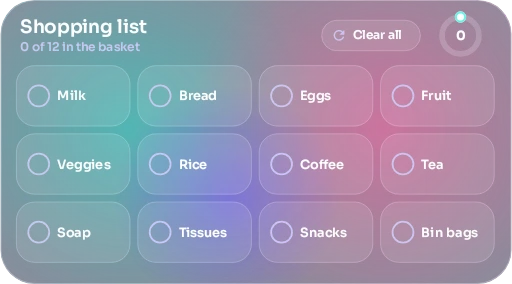 Shopping list
0 of 12 in the basket
Clear all
0
Milk
Bread
Eggs
Fruit
Veggies
Rice
Coffee
Tea
Soap
Tissues
Snacks
Bin bags